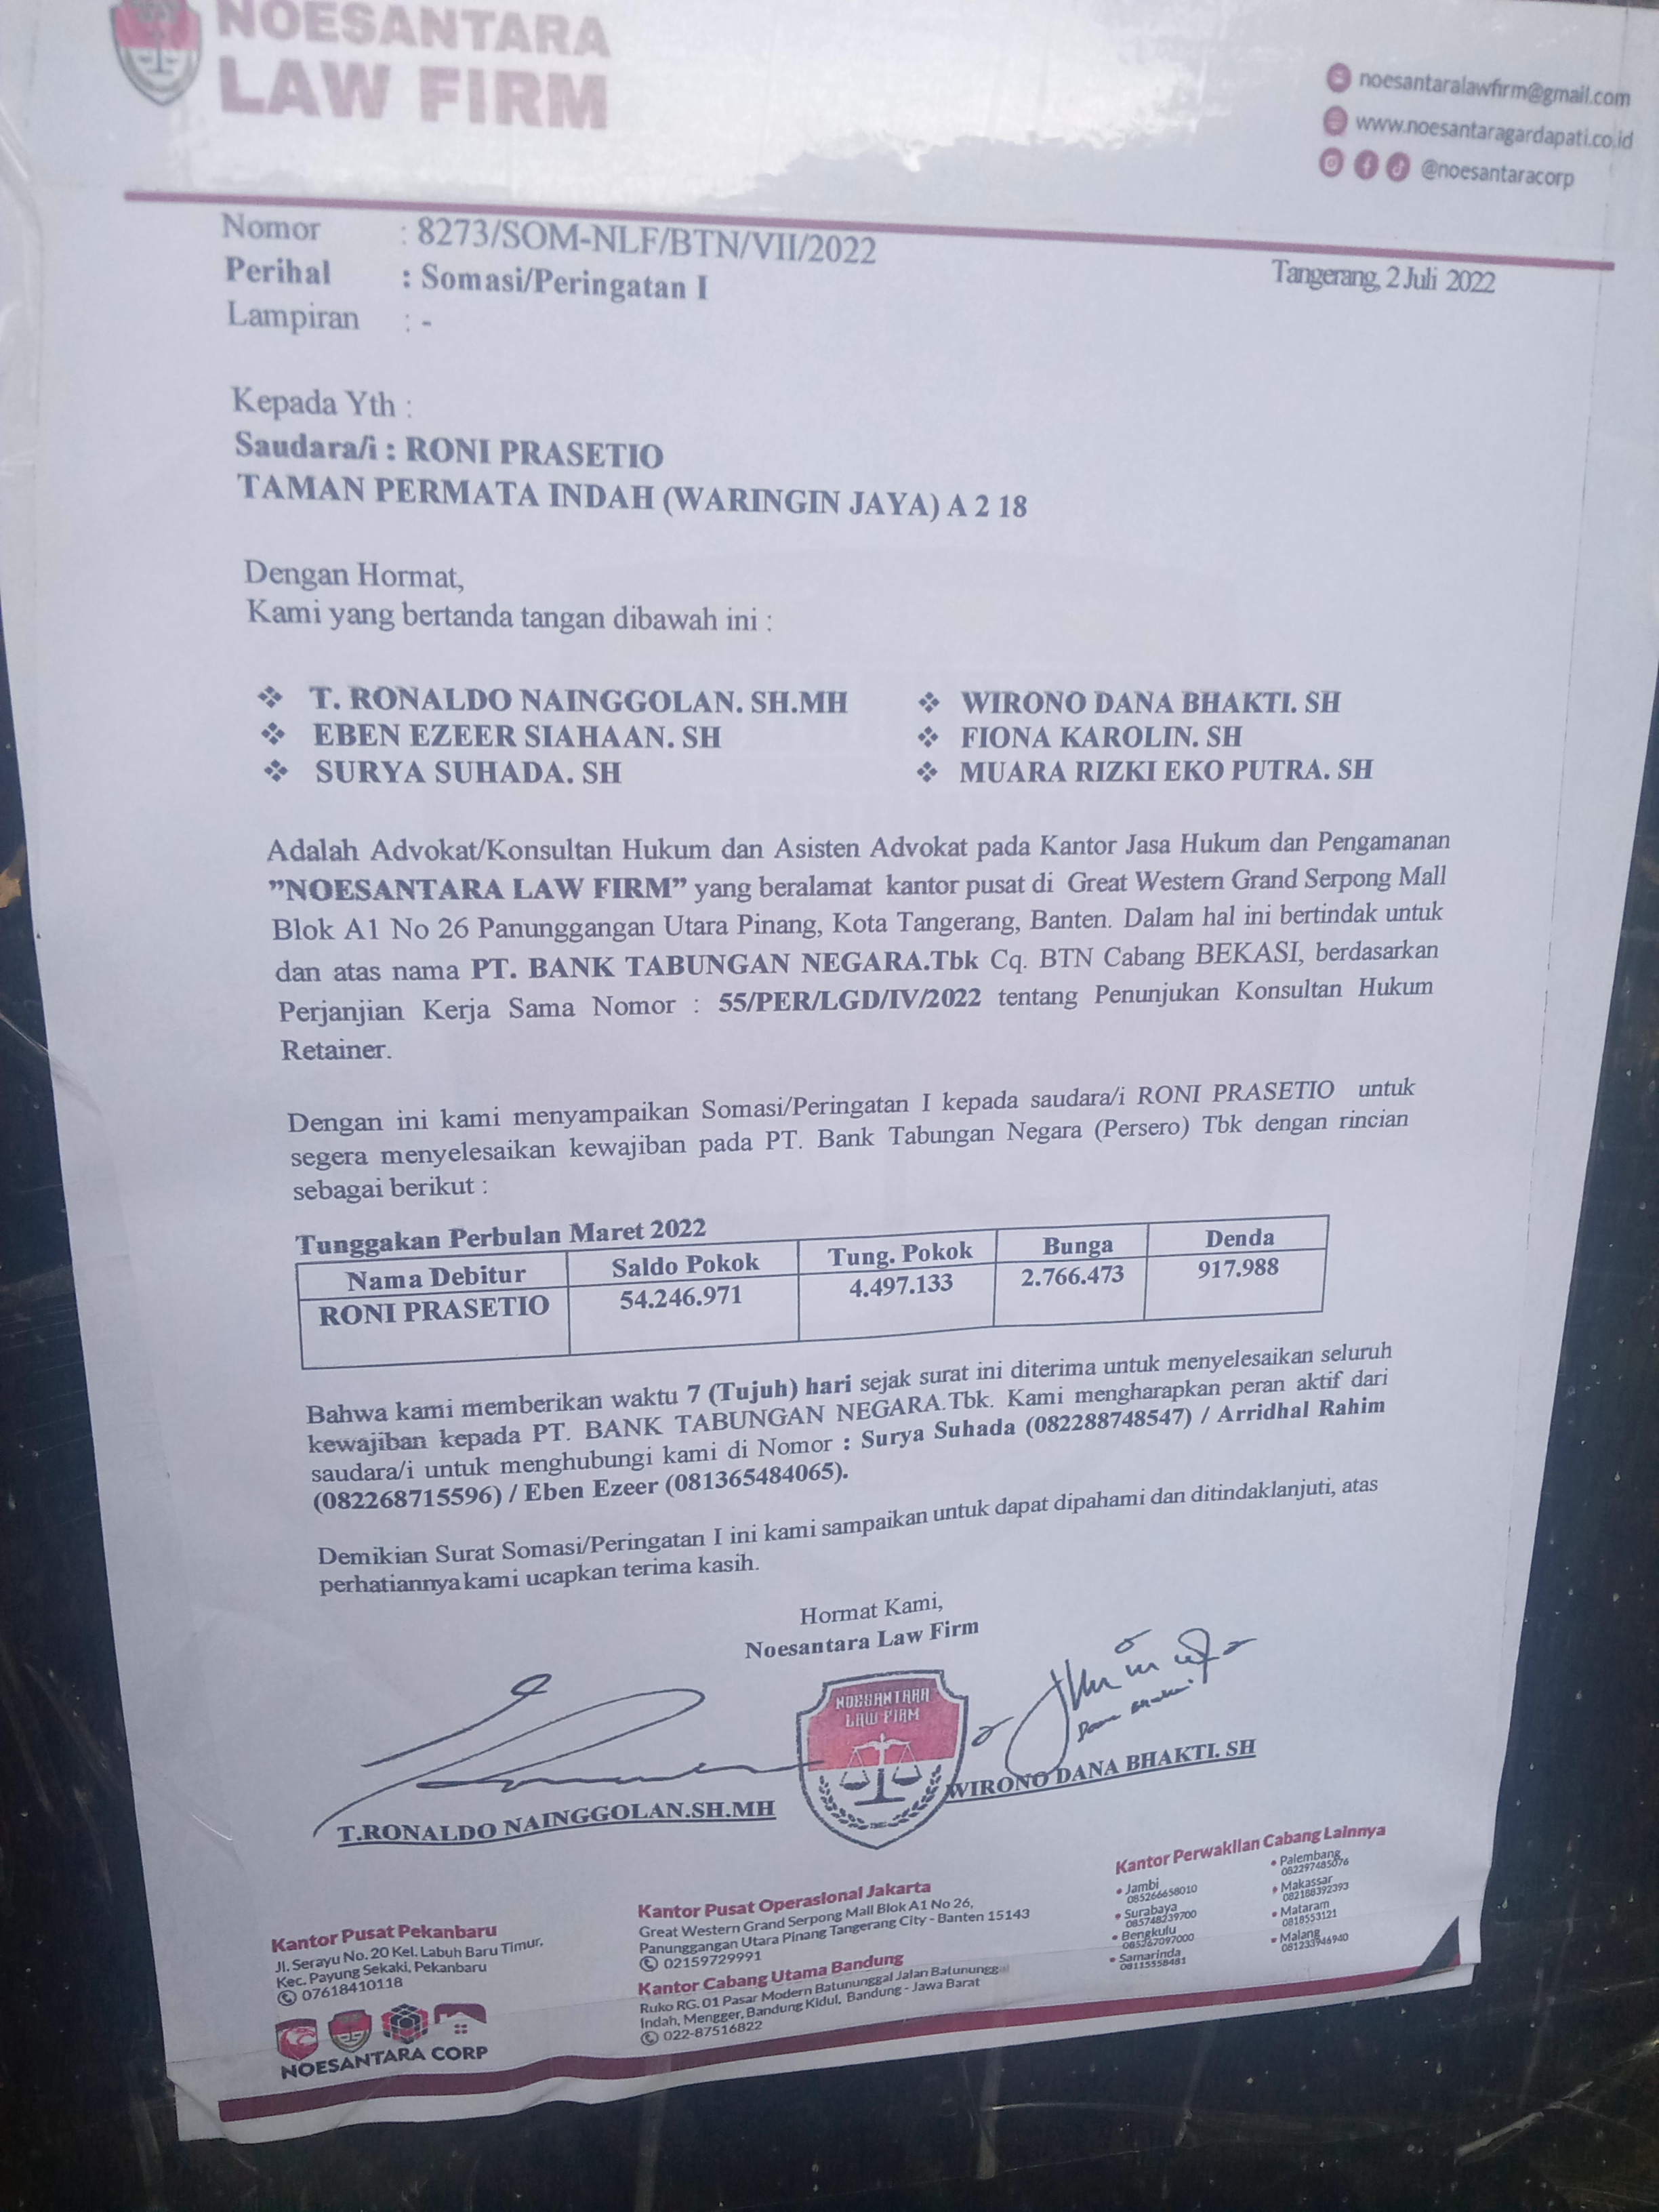 NOESANTARA
LAW FIRM
noesantaralawfirm@gmail.com
www.noesantaragardapati.co.id
@noesantaracorp
Nomor : 8273/SOM-NLF/BTN/VII/2022
Tangerang, 2 Juli 2022
Perihal : Somasi/Peringatan I
Lampiran : -
Kepada Yth :
Saudara/i : RONI PRASETIO
TAMAN PERMATA INDAH (WARINGIN JAYA) A 2 18
Dengan Hormat,
Kami yang bertanda tangan dibawah ini :
❖ T. RONALDO NAINGGOLAN. SH.MH ❖ WIRONO DANA BHAKTI. SH
❖ EBEN EZEER SIAHAAN. SH ❖ FIONA KAROLIN. SH
❖ SURYA SUHADA. SH ❖ MUARA RIZKI EKO PUTRA. SH
Adalah Advokat/Konsultan Hukum dan Asisten Advokat pada Kantor Jasa Hukum dan Pengamanan
”NOESANTARA LAW FIRM” yang beralamat kantor pusat di Great Western Grand Serpong Mall
Blok A1 No 26 Panunggangan Utara Pinang, Kota Tangerang, Banten. Dalam hal ini bertindak untuk
dan atas nama PT. BANK TABUNGAN NEGARA.Tbk Cq. BTN Cabang BEKASI, berdasarkan
Perjanjian Kerja Sama Nomor : 55/PER/LGD/IV/2022 tentang Penunjukan Konsultan Hukum
Retainer.
Dengan ini kami menyampaikan Somasi/Peringatan I kepada saudara/i RONI PRASETIO untuk
segera menyelesaikan kewajiban pada PT. Bank Tabungan Negara (Persero) Tbk dengan rincian
sebagai berikut :
Tunggakan Perbulan Maret 2022
Nama Debitur Saldo Pokok Tung. Pokok Bunga Denda
RONI PRASETIO 54.246.971 4.497.133 2.766.473 917.988
Bahwa kami memberikan waktu 7 (Tujuh) hari sejak surat ini diterima untuk menyelesaikan seluruh
kewajiban kepada PT. BANK TABUNGAN NEGARA.Tbk. Kami mengharapkan peran aktif dari
saudara/i untuk menghubungi kami di Nomor : Surya Suhada (082288748547) / Arridhal Rahim
(082268715596) / Eben Ezeer (081365484065).
Demikian Surat Somasi/Peringatan I ini kami sampaikan untuk dapat dipahami dan ditindaklanjuti, atas
perhatiannya kami ucapkan terima kasih.
Hormat Kami,
Noesantara Law Firm
NOESANTARA
LAW FIRM
T.RONALDO NAINGGOLAN.SH.MH
WIRONO DANA BHAKTI. SH
Kantor Pusat Pekanbaru
Jl. Serayu No. 20 Kel. Labuh Baru Timur,
Kec. Payung Sekaki, Pekanbaru
07618410118
NOESANTARA CORP
Kantor Pusat Operasional Jakarta
Great Western Grand Serpong Mall Blok A1 No 26,
Panunggangan Utara Pinang Tangerang City - Banten 15143
02159729991
Kantor Cabang Utama Bandung
Ruko RG. 01 Pasar Modern Batununggal Jalan Batununggal
Indah, Mengger, Bandung Kidul, Bandung - Jawa Barat
022-87516822
Kantor Perwakilan Cabang Lainnya
• Jambi
085266658010
• Surabaya
085748239700
• Bengkulu
085267097000
• Samarinda
08115558481
• Palembang
082297485076
• Makassar
082188392393
• Mataram
0818553121
• Malang
081233946940